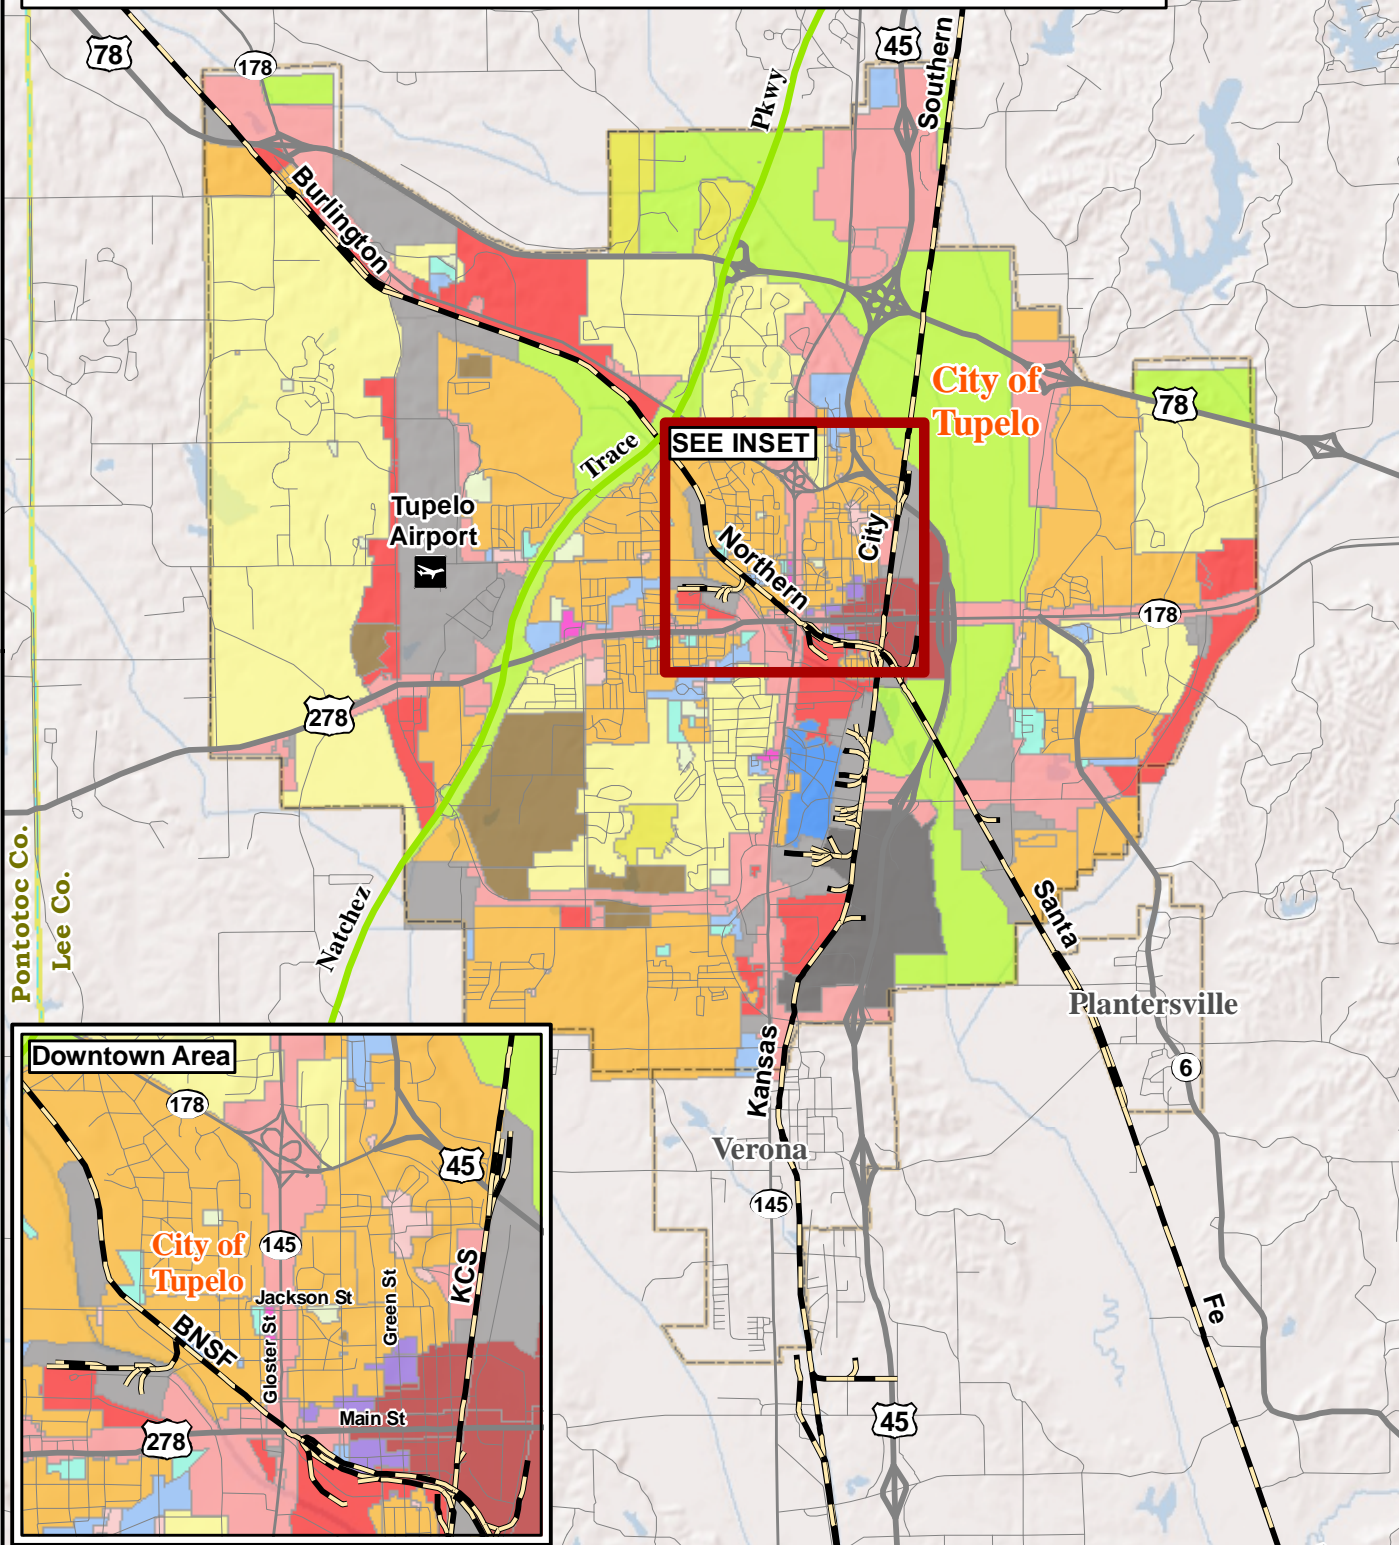 78
178
45
Southern
Pkwy
Burlington
City of
Tupelo
78
SEE INSET
Trace
Tupelo
Airport
City
Northern
178
278
Pontotoc Co.
Lee Co.
Natchez
Santa
Plantersville
6
Kansas
Verona
145
Fe
45
Downtown Area
178
45
City of
Tupelo
145
KCS
Jackson St
Green St
BNSF
Gloster St
Main St
278